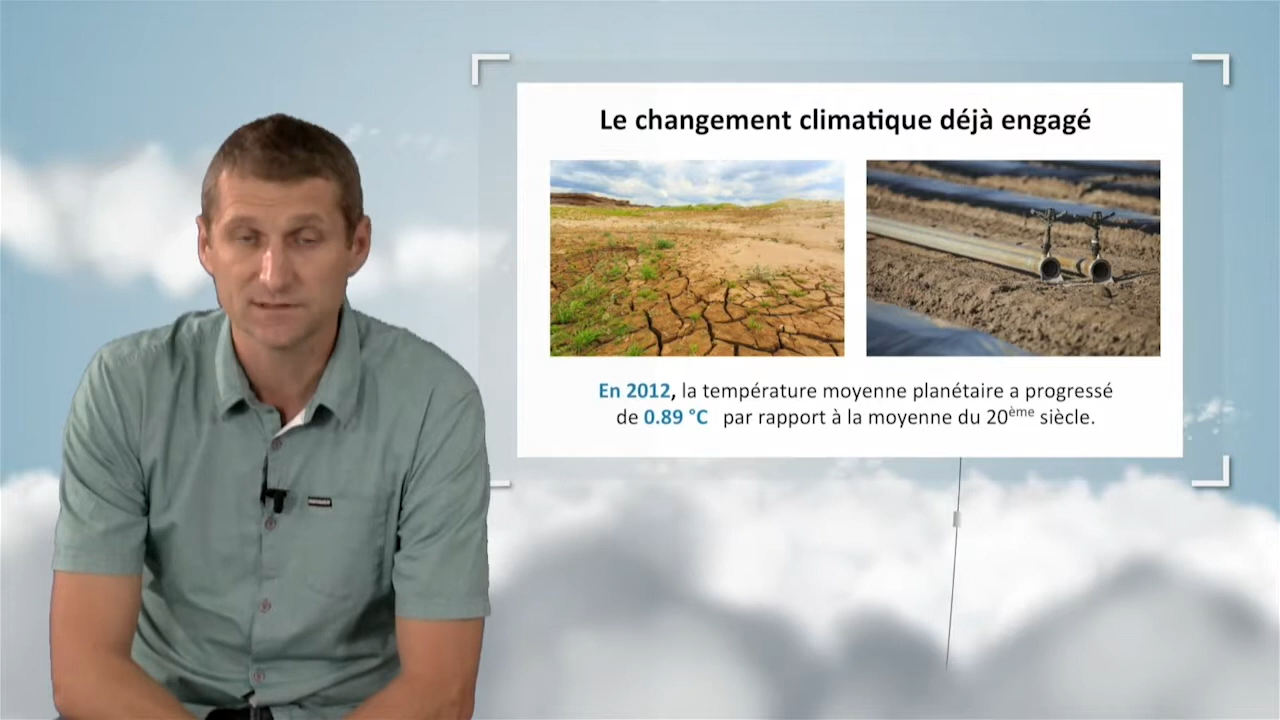 Le changement climatique déjà engagé
En 2012, la température moyenne planétaire a progressé
de 0.89 °C par rapport à la moyenne du 20ème siècle.